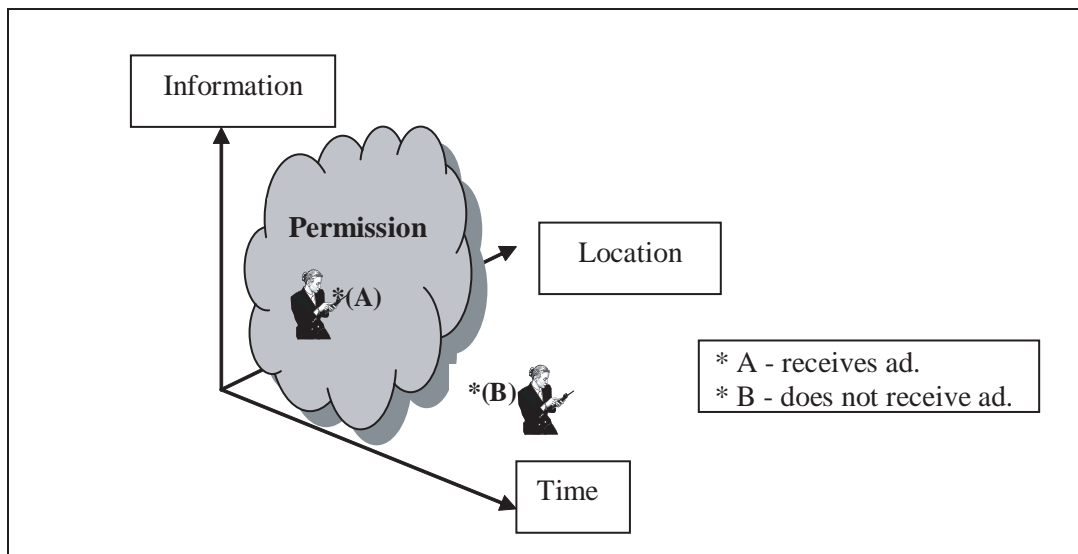 Information
Permission
Location
*(A)
* A - receives ad.
* B - does not receive ad.
*(B)
Time